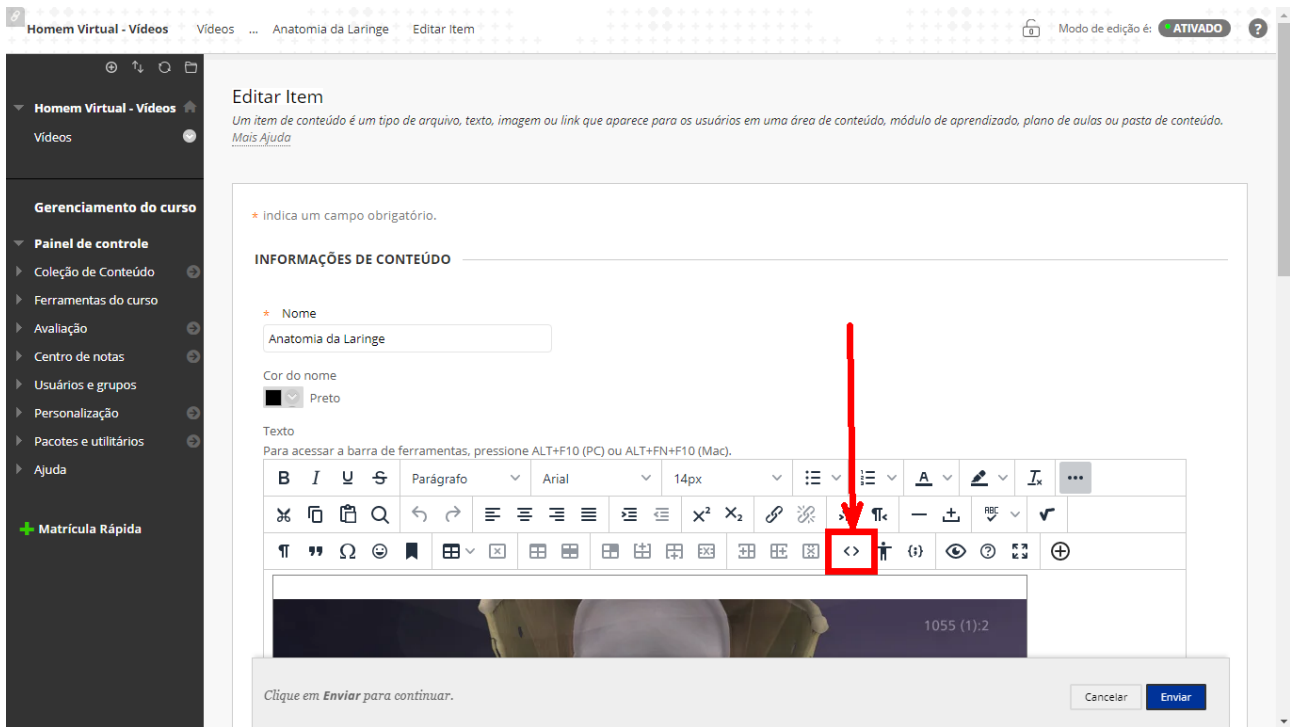 Homem Virtual - Vídeos Vídeos ... Anatomia da Laringe Editar Item
0 Modo de edição é: ATIVADO ?
Homem Virtual - Vídeos
Vídeos
Gerenciamento do curso
Painel de controle
Coleção de Conteúdo
Ferramentas do curso
Avaliação
Centro de notas
Usuários e grupos
Personalização
Pacotes e utilitários
Ajuda
Matrícula Rápida
Editar Item
Um item de conteúdo é um tipo de arquivo, texto, imagem ou link que aparece para os usuários em uma área de conteúdo, módulo de aprendizado, plano de aulas ou pasta de conteúdo.
Mais Ajuda
* indica um campo obrigatório.
INFORMAÇÕES DE CONTEÚDO
* Nome
Anatomia da Laringe
Cor do nome
Preto
Texto
Para acessar a barra de ferramentas, pressione ALT+F10 (PC) ou ALT+FN+F10 (Mac).
B I U S Parágrafo Arial 14px A
1055 (1):2
Clique em Enviar para continuar.
Cancelar Enviar